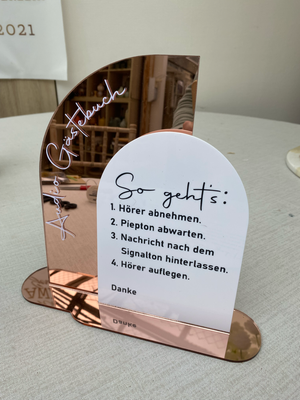 2021
Audio Gästebuch
So geht's:
1. Hörer abnehmen.
2. Piepton abwarten.
3. Nachricht nach dem
Signalton hinterlassen.
4. Hörer auflegen.
Danke